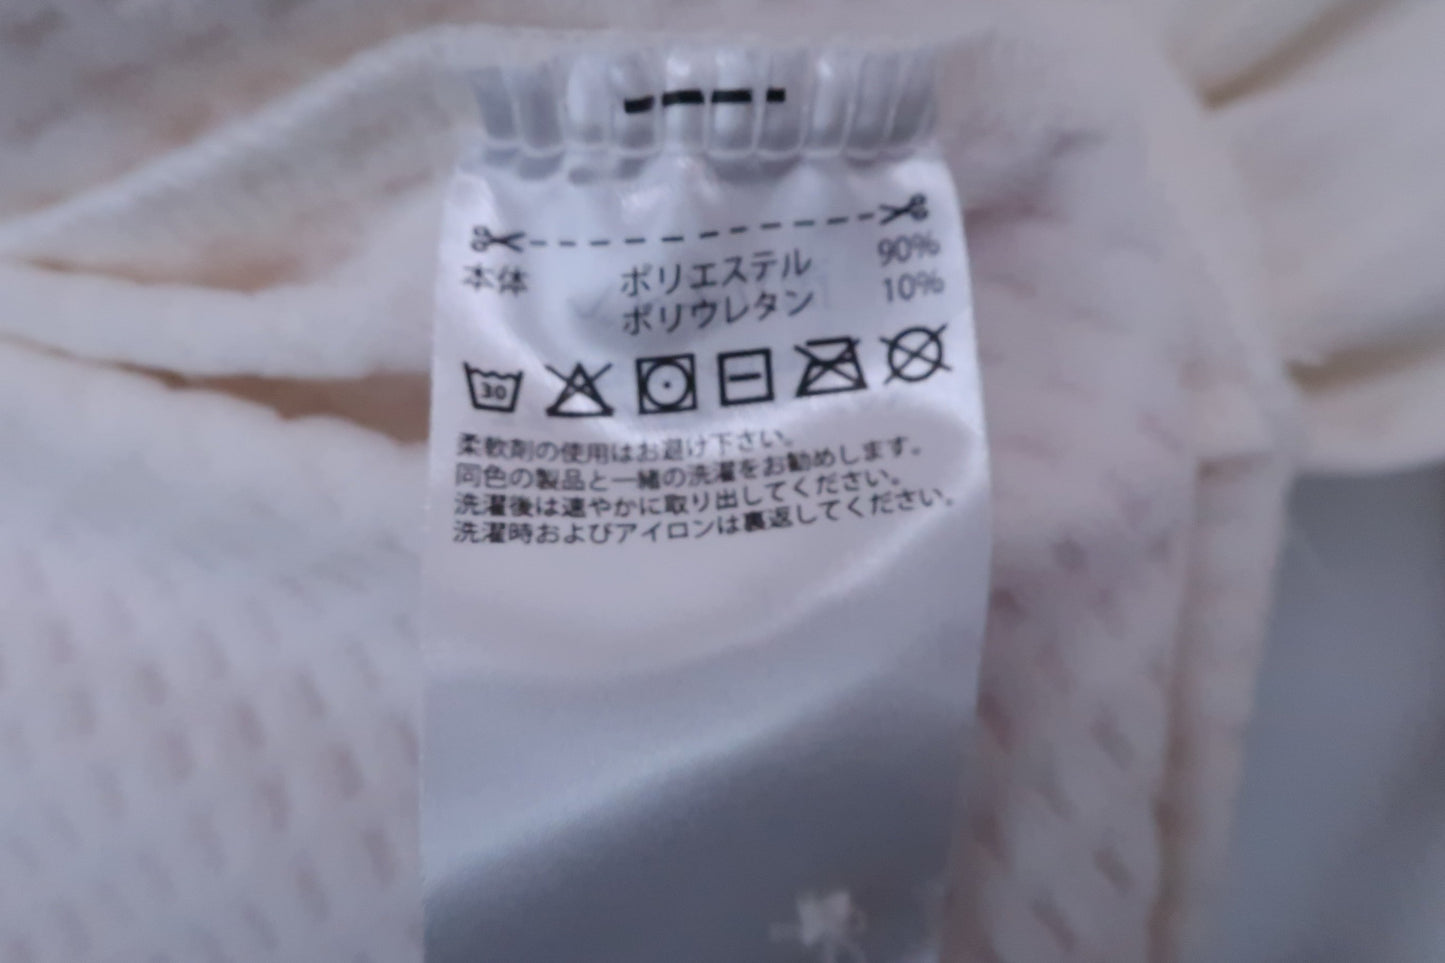 本体 ポリエステル 90%
ポリウレタン 10%
30
柔軟剤の使用はお避け下さい。
同色の製品と一緒の洗濯をお勧めします。
洗濯後は速やかに取り出してください。
洗濯時およびアイロンは裏返してください。